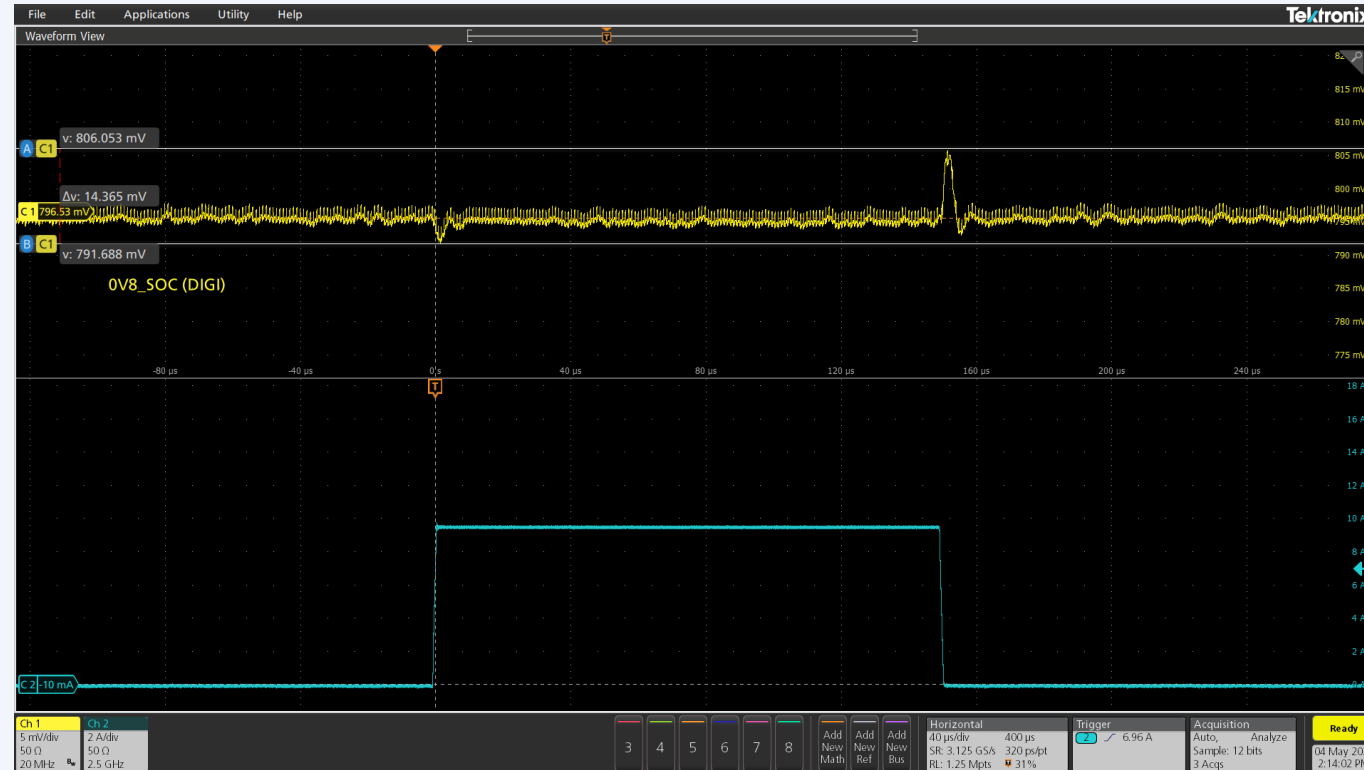 File Edit Applications Utility Help
Tektronix
Waveform View
T
815 mV
810 mV
v: 806.053 mV
A C1
805 mV
Δv: 14.365 mV
800 mV
C 1 796.53 mV
795 mV
B C1
v: 791.688 mV
790 mV
0V8_SOC (DIGI)
785 mV
780 mV
775 mV
-80 µs -40 µs 0 s 40 µs 80 µs 120 µs 160 µs 200 µs 240 µs
T
18 A
16 A
14 A
12 A
10 A
8 A
6 A
4 A
2 A
C 2 -10 mA
0 A
Ch 1
5 mV/div
50 Ω
20 MHz Bw
Ch 2
2 A/div
50 Ω
2.5 GHz
3 4 5 6 7 8
Add New Math
Add New Ref
Add New Bus
Horizontal
40 µs/div 400 µs
SR: 3.125 GS/s 320 ps/pt
RL: 1.25 Mpts 31%
Trigger
2 6.96 A
Acquisition
Auto, Analyze
Sample: 12 bits
3 Acqs
Ready
04 May 20
2:14:02 PM